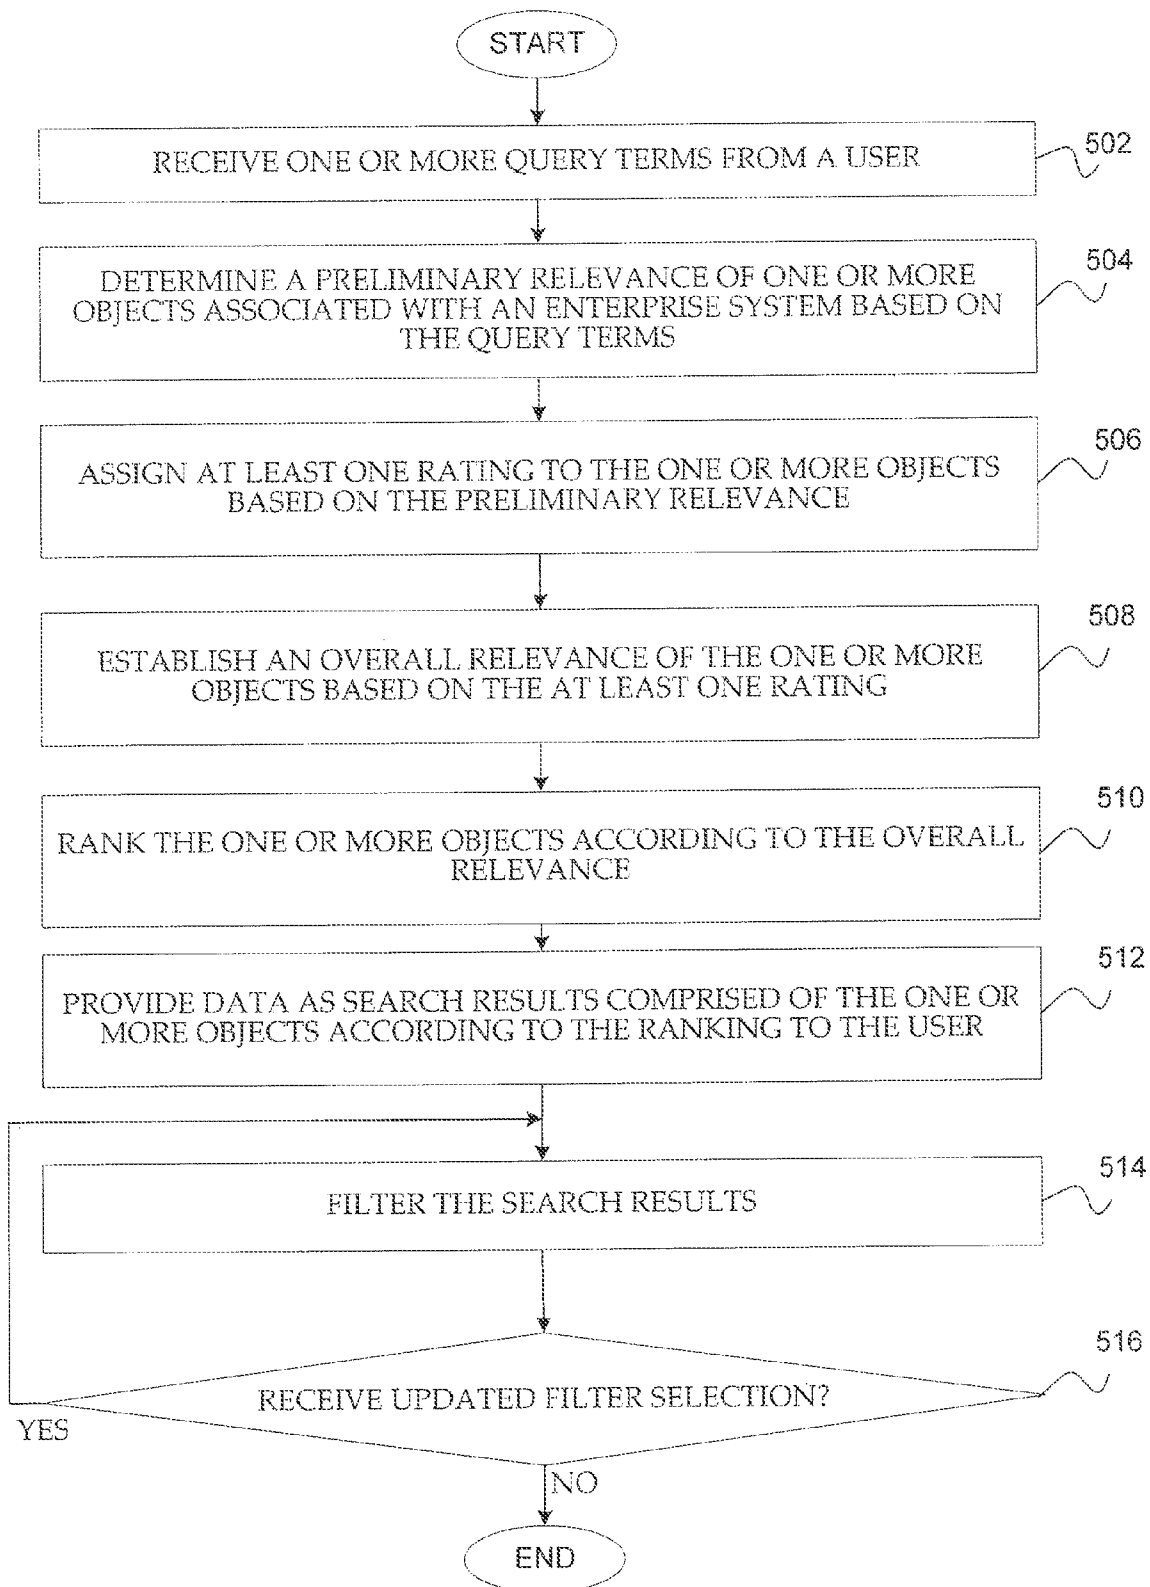 START
RECEIVE ONE OR MORE QUERY TERMS FROM A USER
502
DETERMINE A PRELIMINARY RELEVANCE OF ONE OR MORE
OBJECTS ASSOCIATED WITH AN ENTERPRISE SYSTEM BASED ON
THE QUERY TERMS
504
ASSIGN AT LEAST ONE RATING TO THE ONE OR MORE OBJECTS
BASED ON THE PRELIMINARY RELEVANCE
506
ESTABLISH AN OVERALL RELEVANCE OF THE ONE OR MORE
OBJECTS BASED ON THE AT LEAST ONE RATING
508
RANK THE ONE OR MORE OBJECTS ACCORDING TO THE OVERALL
RELEVANCE
510
PROVIDE DATA AS SEARCH RESULTS COMPRISED OF THE ONE OR
MORE OBJECTS ACCORDING TO THE RANKING TO THE USER
512
FILTER THE SEARCH RESULTS
514
RECEIVE UPDATED FILTER SELECTION?
516
YES
NO
END